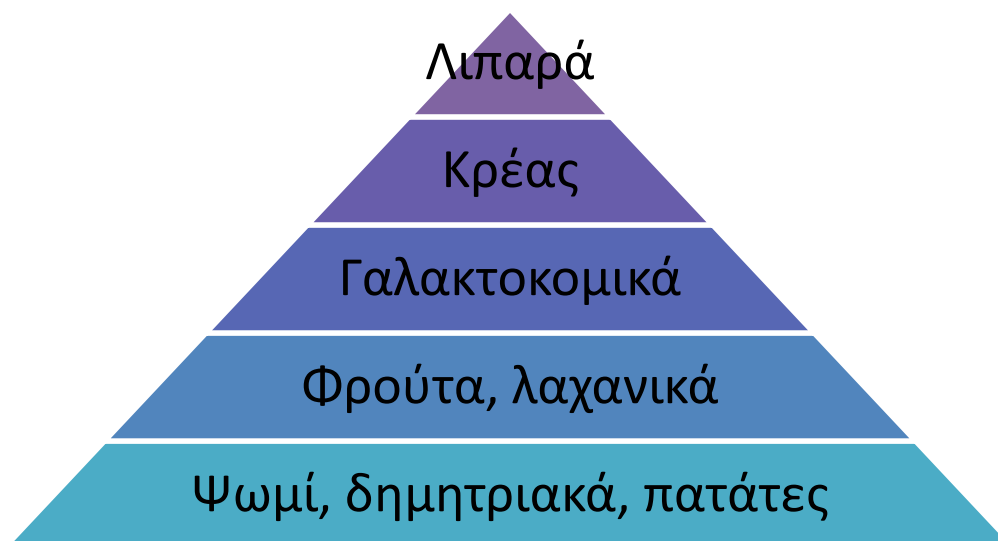 Λιπαρά
Κρέας
Γαλακτοκομικά
Φρούτα, λαχανικά
Ψωμί, δημητριακά, πατάτες